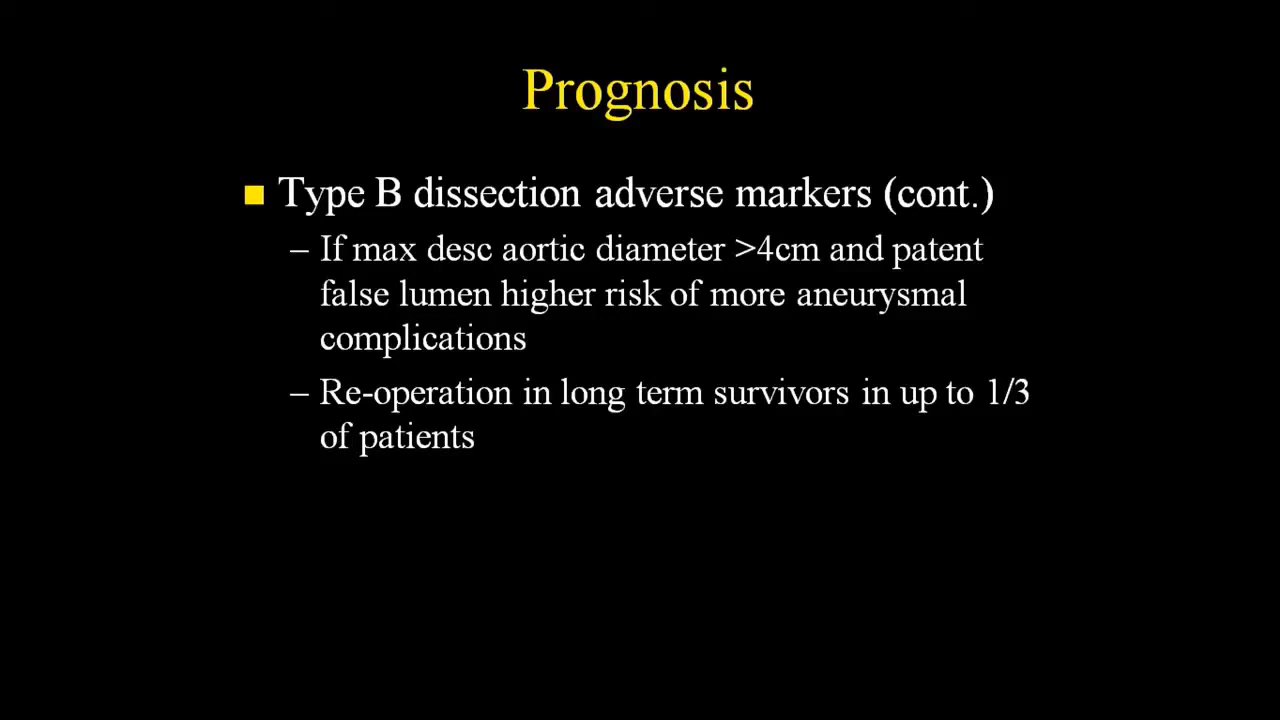 Prognosis
Type B dissection adverse markers (cont.)
– If max desc aortic diameter >4cm and patent
false lumen higher risk of more aneurysmal
complications
– Re-operation in long term survivors in up to 1/3
of patients